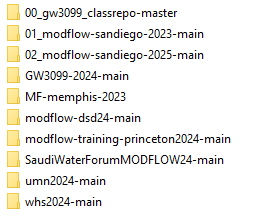 00_gw3099_classrepo-master
01_modflow-sandiego-2023-main
02_modflow-sandiego-2025-main
GW3099-2024-main
MF-memphis-2023
modflow-dsd24-main
modflow-training-princeton2024-main
SaudiWaterForumMODFLOW24-main
umn2024-main
whs2024-main